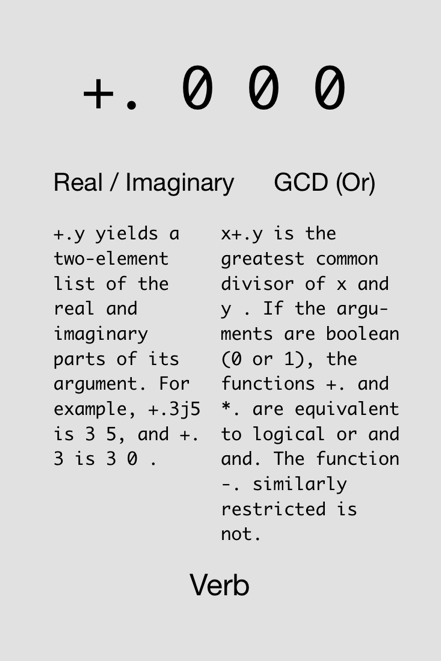 +. 0 0 0
Real / Imaginary
GCD (Or)
+.y yields a
two-element
list of the
real and
imaginary
parts of its
argument. For
example, +.3j5
is 3 5, and +.
3 is 3 0 .
x+.y is the
greatest common
divisor of x and
y . If the argu-
ments are boolean
(0 or 1), the
functions +. and
*. are equivalent
to logical or and
and. The function
-. similarly
restricted is
not.
Verb